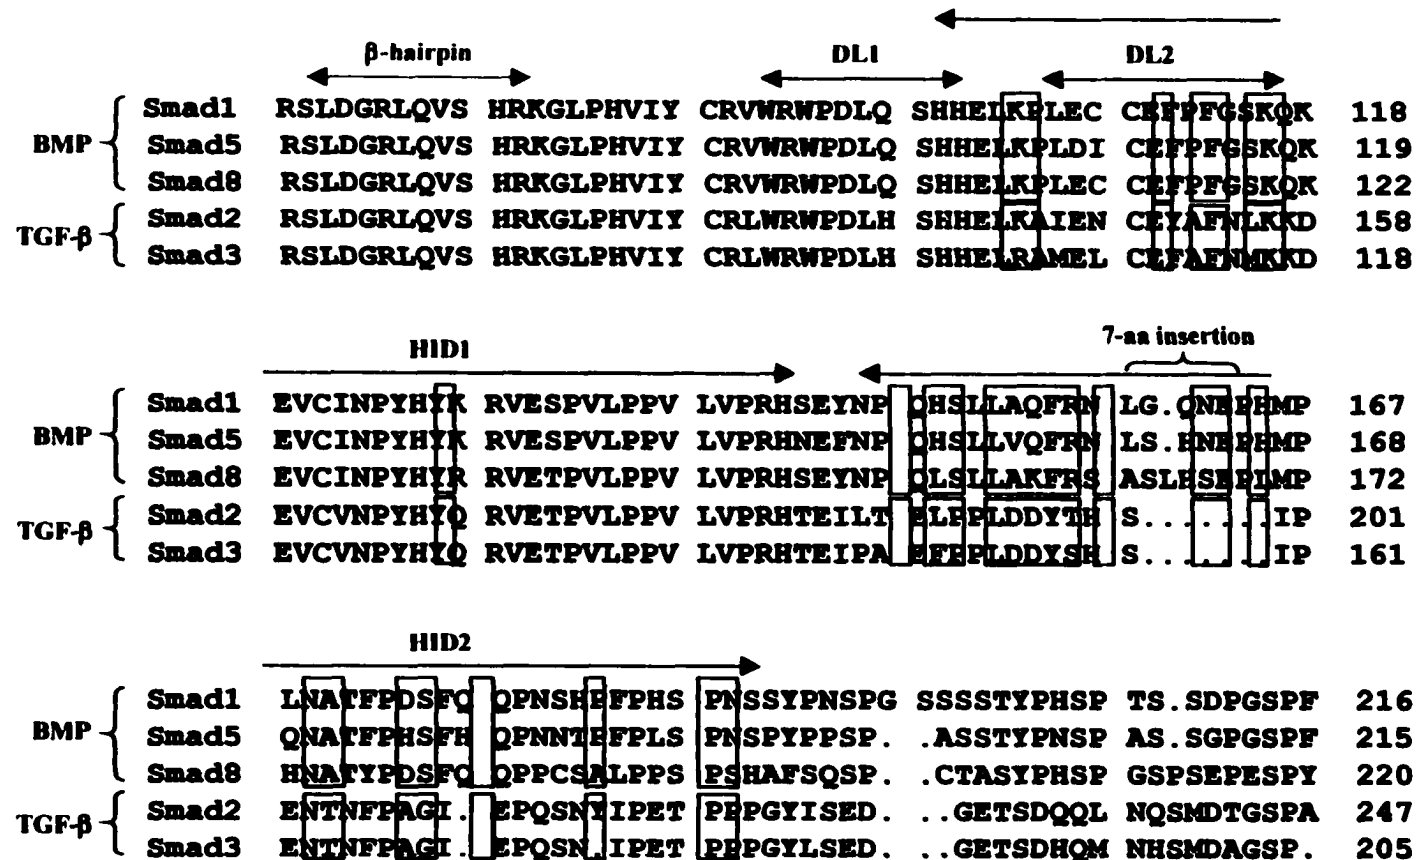 β-hairpin DL1 DL2
BMP
TGF-β
Smad1 RSLDGRLQVS HRKGLPHVIY CRVWRWPDLQ SHHELKPLEC CEFPFGSKQK 118
Smad5 RSLDGRLQVS HRKGLPHVIY CRVWRWPDLQ SHHELKPLDI CEFPFGSKQK 119
Smad8 RSLDGRLQVS HRKGLPHVIY CRVWRWPDLQ SHHELKPLEC CEFPFGSKQK 122
Smad2 RSLDGRLQVS HRKGLPHVIY CRLWRWPDLH SHHELKAIEN CEYAFNLKKD 158
Smad3 RSLDGRLQVS HRKGLPHVIY CRLWRWPDLH SHHELRAMEL CEFAFNMKKD 118
HID1 7-aa insertion
BMP
TGF-β
Smad1 EVCINPYHYK RVESPVLPPV LVPRHSEYNP QHSLLAQFRN LG.QNEPHMP 167
Smad5 EVCINPYHYK RVESPVLPPV LVPRHNEFNP QHSLLVQFRN LS.HNEPHMP 168
Smad8 EVCINPYHYR RVETPVLPPV LVPRHSEYNP QLSLLAKFRS ASLHSEPLMP 172
Smad2 EVCVNPYHYQ RVETPVLPPV LVPRHTEILT ELPPLDDYTH S.......IP 201
Smad3 EVCVNPYHYQ RVETPVLPPV LVPRHTEIPA EFPPLDDYSH S.......IP 161
HID2
BMP
TGF-β
Smad1 LNATFPDSFQ QPNSHPFPHS PNSSYPNSPG SSSSTYPHSP TS.SDPGSPF 216
Smad5 QNATFPHSFH QPNNTPFPLS PNSPYPPSP. .ASSTYPNSP AS.SGPGSPF 215
Smad8 HNATYPDSFQ QPPCSALPPS PSHAFSQSP. .CTASYPHSP GSPSEPESPY 220
Smad2 ENTNFPAGI. EPQSNYIPET PPPGYISED. .GETSDQQL NQSMDTGSPA 247
Smad3 ENTNFPAGI. EPQSN.IPET PPPGYLSED. .GETSDHQM NHSMDAGSP. 205